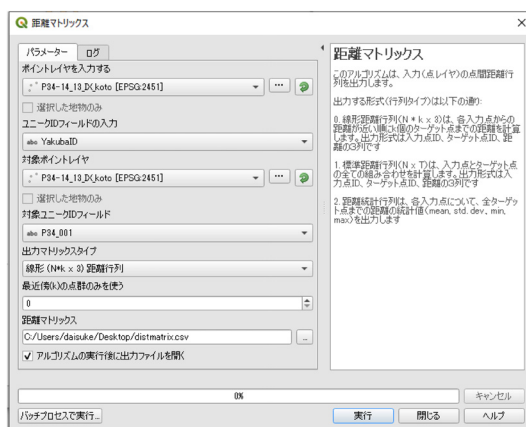 距離マトリックス
パラメーター
ログ
ポイントレイヤを入力する
P34-14_13_DX_koto [EPSG:2451]
選択した地物のみ
ユニークIDフィールドの入力
abc YakubaID
対象ポイントレイヤ
P34-14_13_DX_koto [EPSG:2451]
選択した地物のみ
対象ユニークIDフィールド
abc P34_001
出力マトリックスタイプ
線形 (N*k x 3) 距離行列
最近傍(k)の点群のみを使う
0
距離マトリックス
C:/Users/daisuke/Desktop/distmatrix.csv
...
アルゴリズムの実行後に出力ファイルを開く
距離マトリックス
このアルゴリズムは、入力(点レイヤ)の点間距離行
列を出力します。
出力する形式(行列タイプ)は以下の通り:
0. 線形距離行列(N * k x 3)は、各入力点からの
距離が近い順にk個のターゲット点までの距離を計算
します。出力形式は入力点ID、ターゲット点ID、距
離の3列です
1. 標準距離行列(N x T)は、入力点とターゲット点
の全ての組み合わせを計算します。出力形式は入
力点ID、ターゲット点ID、距離の3列です
2. 距離統計行列は、各入力点について、全ターゲッ
ト点までの距離の統計値(mean, std. dev., min,
max)を出力します
0%
キャンセル
バッチプロセスで実行...
実行
閉じる
ヘルプ